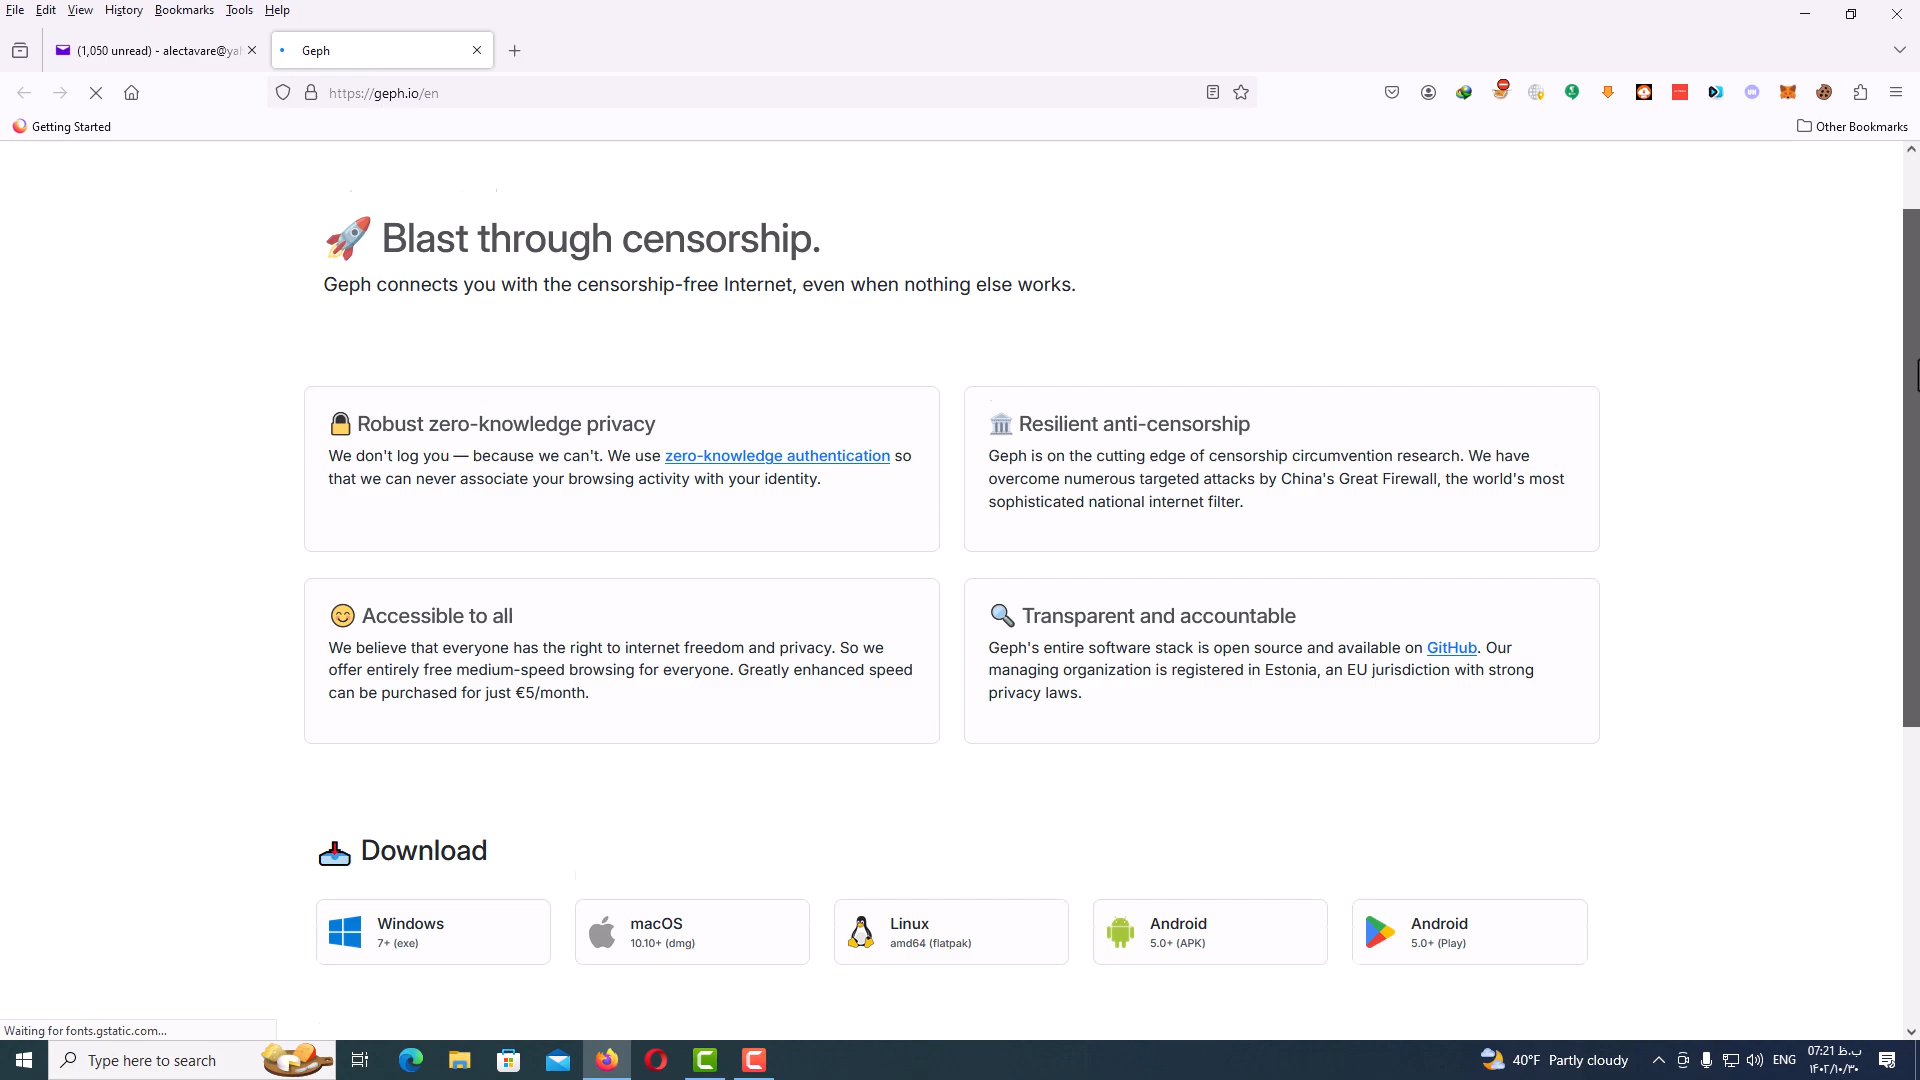 File Edit View History Bookmarks Tools Help
(1,050 unread) - alectavare@yah
Geph
https://geph.io/en
Getting Started
Other Bookmarks
🚀 Blast through censorship.
Geph connects you with the censorship-free Internet, even when nothing else works.
Robust zero-knowledge privacy
We don't log you — because we can't. We use zero-knowledge authentication so
that we can never associate your browsing activity with your identity.
Resilient anti-censorship
Geph is on the cutting edge of censorship circumvention research. We have
overcome numerous targeted attacks by China's Great Firewall, the world's most
sophisticated national internet filter.
Accessible to all
We believe that everyone has the right to internet freedom and privacy. So we
offer entirely free medium-speed browsing for everyone. Greatly enhanced speed
can be purchased for just €5/month.
Transparent and accountable
Geph's entire software stack is open source and available on GitHub. Our
managing organization is registered in Estonia, an EU jurisdiction with strong
privacy laws.
Download
Windows
7+ (exe)
macOS
10.10+ (dmg)
Linux
amd64 (flatpak)
Android
5.0+ (APK)
Android
5.0+ (Play)
Waiting for fonts.gstatic.com...
Type here to search
40°F Partly cloudy
ENG
07:21 ب.ظ
۱۴۰۲/۱۰/۳۰